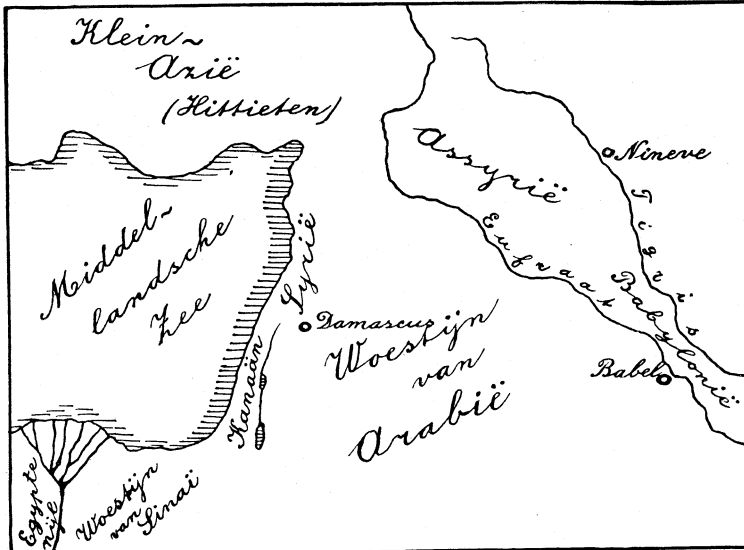 Klein~
Azië
(Hittieten)
Assyrië
Nineve
Tigris
Eufraat
Middel~
landsche
Zee
Syrië
Damascus
Babylonië
Babel
Woestijn
van
Arabië
Kanaän
Egypte
Nijl
Woestijn
van
Sinaï